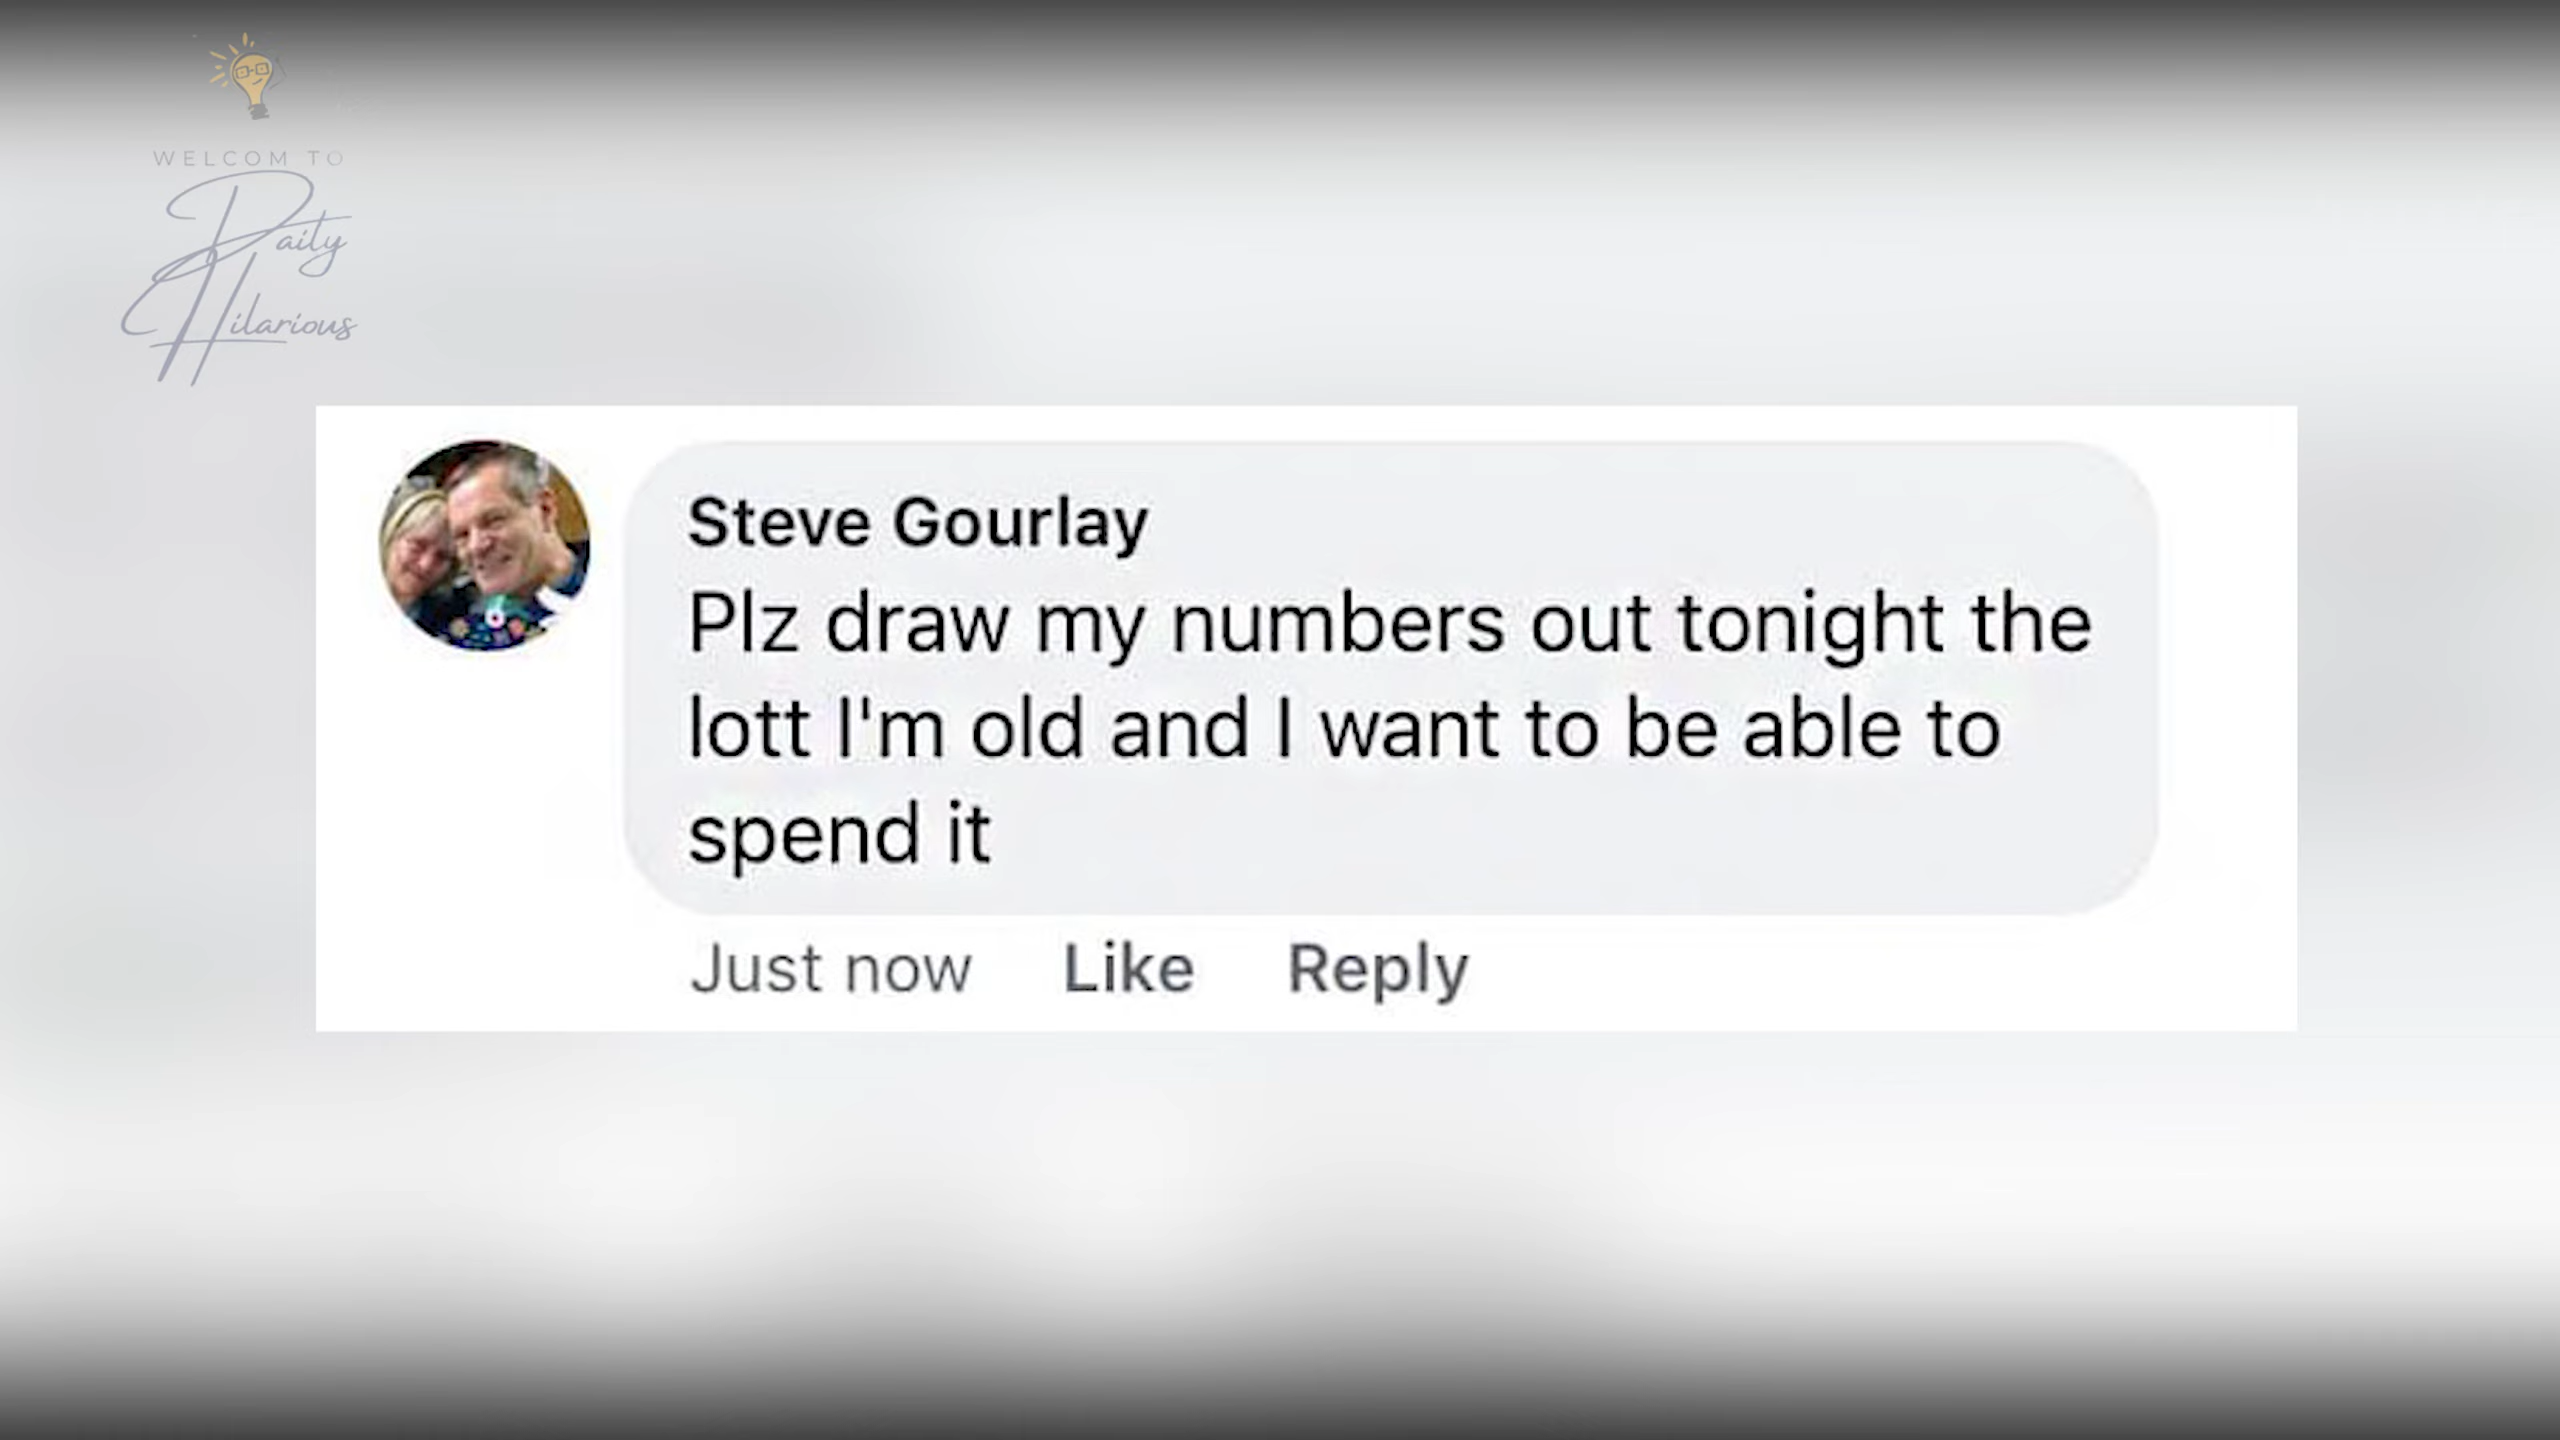 WELCOM TO
Daily
Hilarious
Steve Gourlay
Plz draw my numbers out tonight the
lott I'm old and I want to be able to
spend it
Just now Like Reply